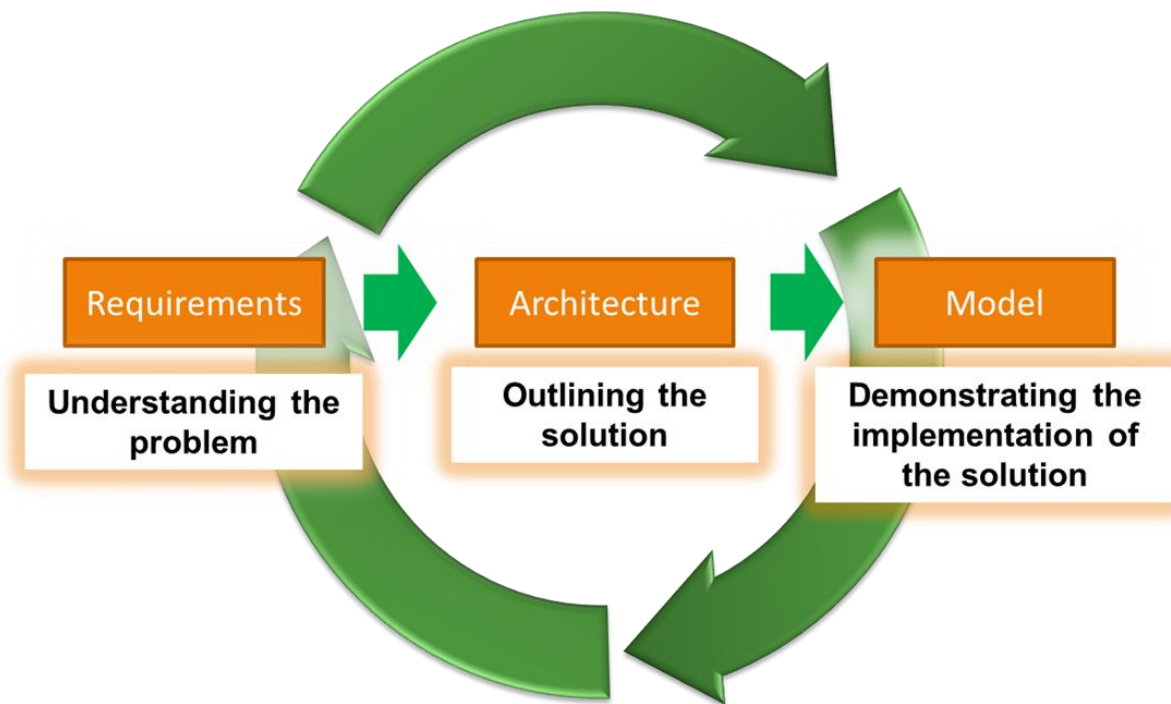 Requirements
Architecture
Model
Understanding the
problem
Outlining the
solution
Demonstrating the
implementation of
the solution